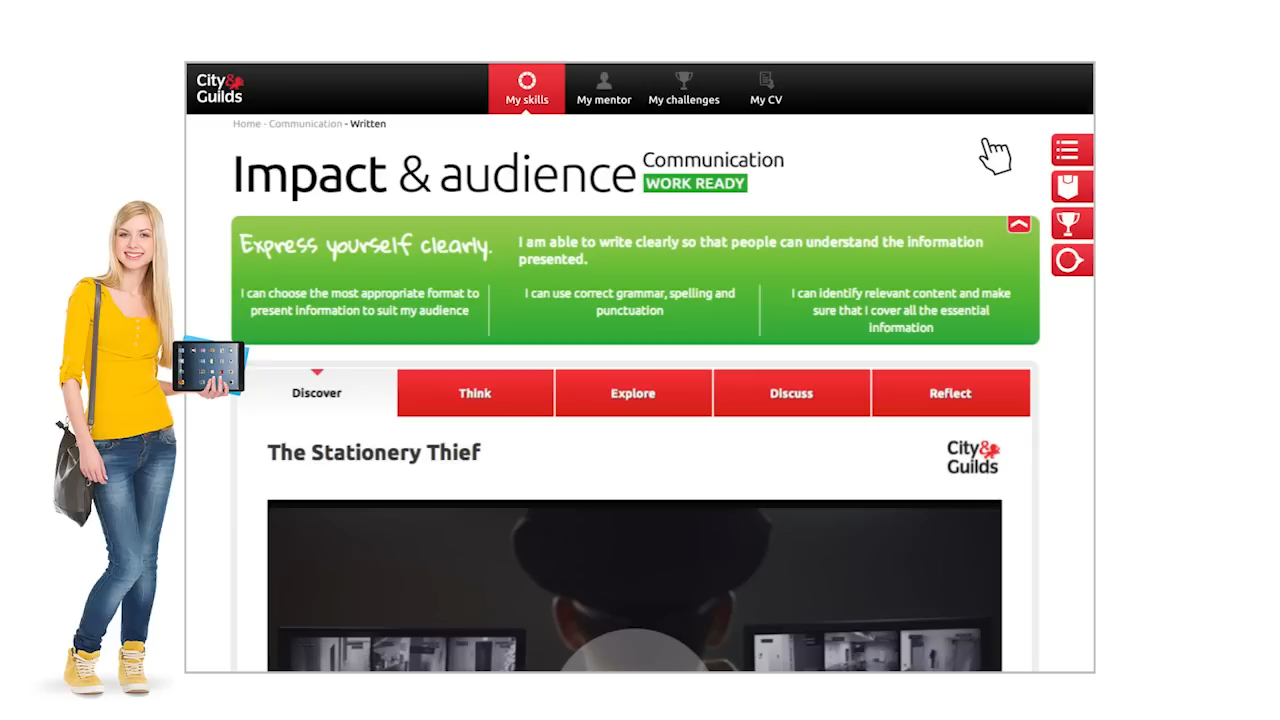 City&
Guilds
My skills
My mentor
My challenges
My CV
Home - Communication - Written
Impact & audience
Communication
WORK READY
Express yourself clearly.
I am able to write clearly so that people can understand the information
presented.
I can choose the most appropriate format to
present information to suit my audience
I can use correct grammar, spelling and
punctuation
I can identify relevant content and make
sure that I cover all the essential
information
Discover
Think
Explore
Discuss
Reflect
The Stationery Thief
City&
Guilds